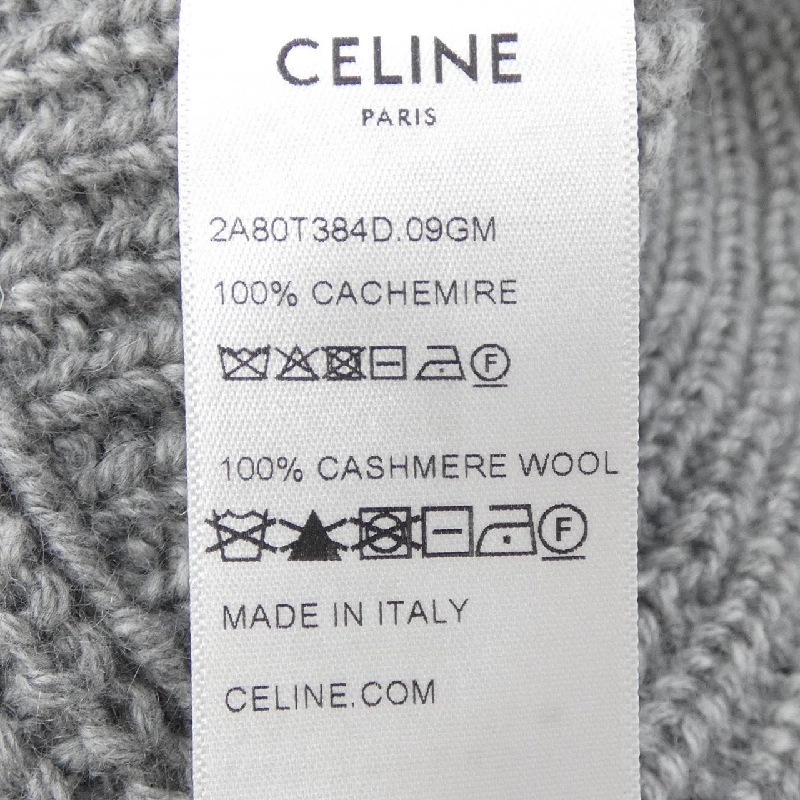 CELINE
PARIS
2A80T384D.09GM
100% CACHEMIRE
F
100% CASHMERE WOOL
F
MADE IN ITALY
CELINE.COM